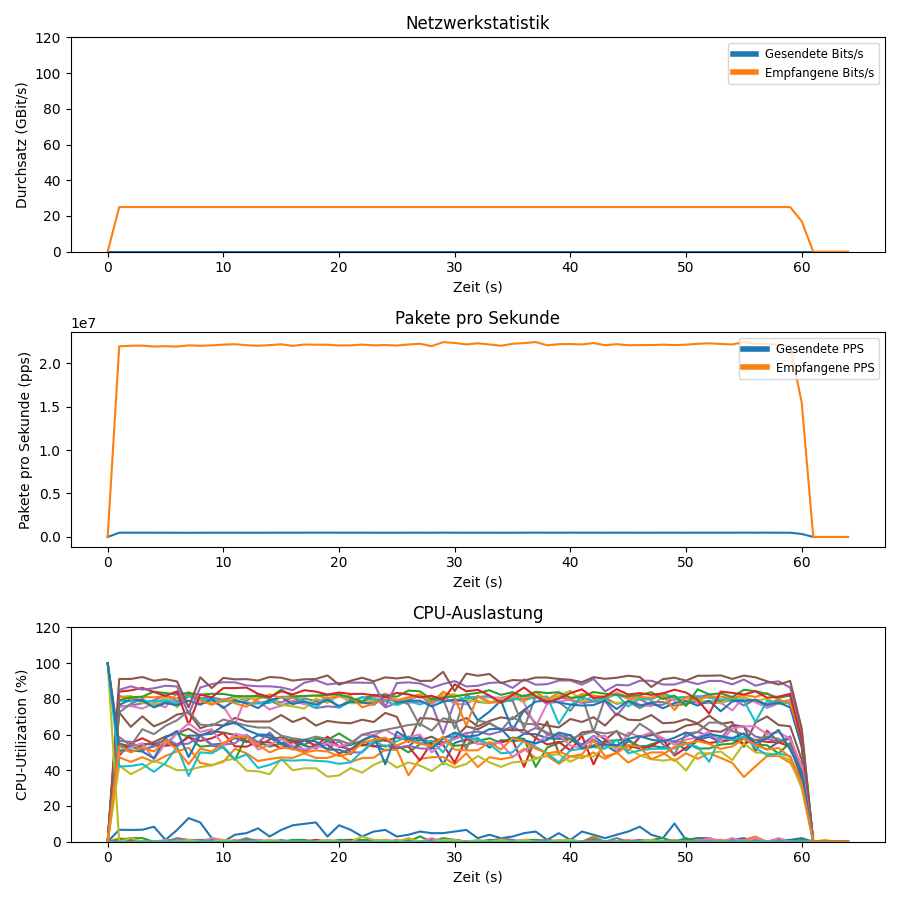 Netzwerkstatistik
Durchsatz (GBit/s)
120
100
80
60
40
20
0
Gesendete Bits/s
Empfangene Bits/s
0 10 20 30 40 50 60
Zeit (s)
Pakete pro Sekunde
1e7
Pakete pro Sekunde (pps)
2.0
1.5
1.0
0.5
0.0
Gesendete PPS
Empfangene PPS
0 10 20 30 40 50 60
Zeit (s)
CPU-Auslastung
CPU-Utilization (%)
120
100
80
60
40
20
0
0 10 20 30 40 50 60
Zeit (s)